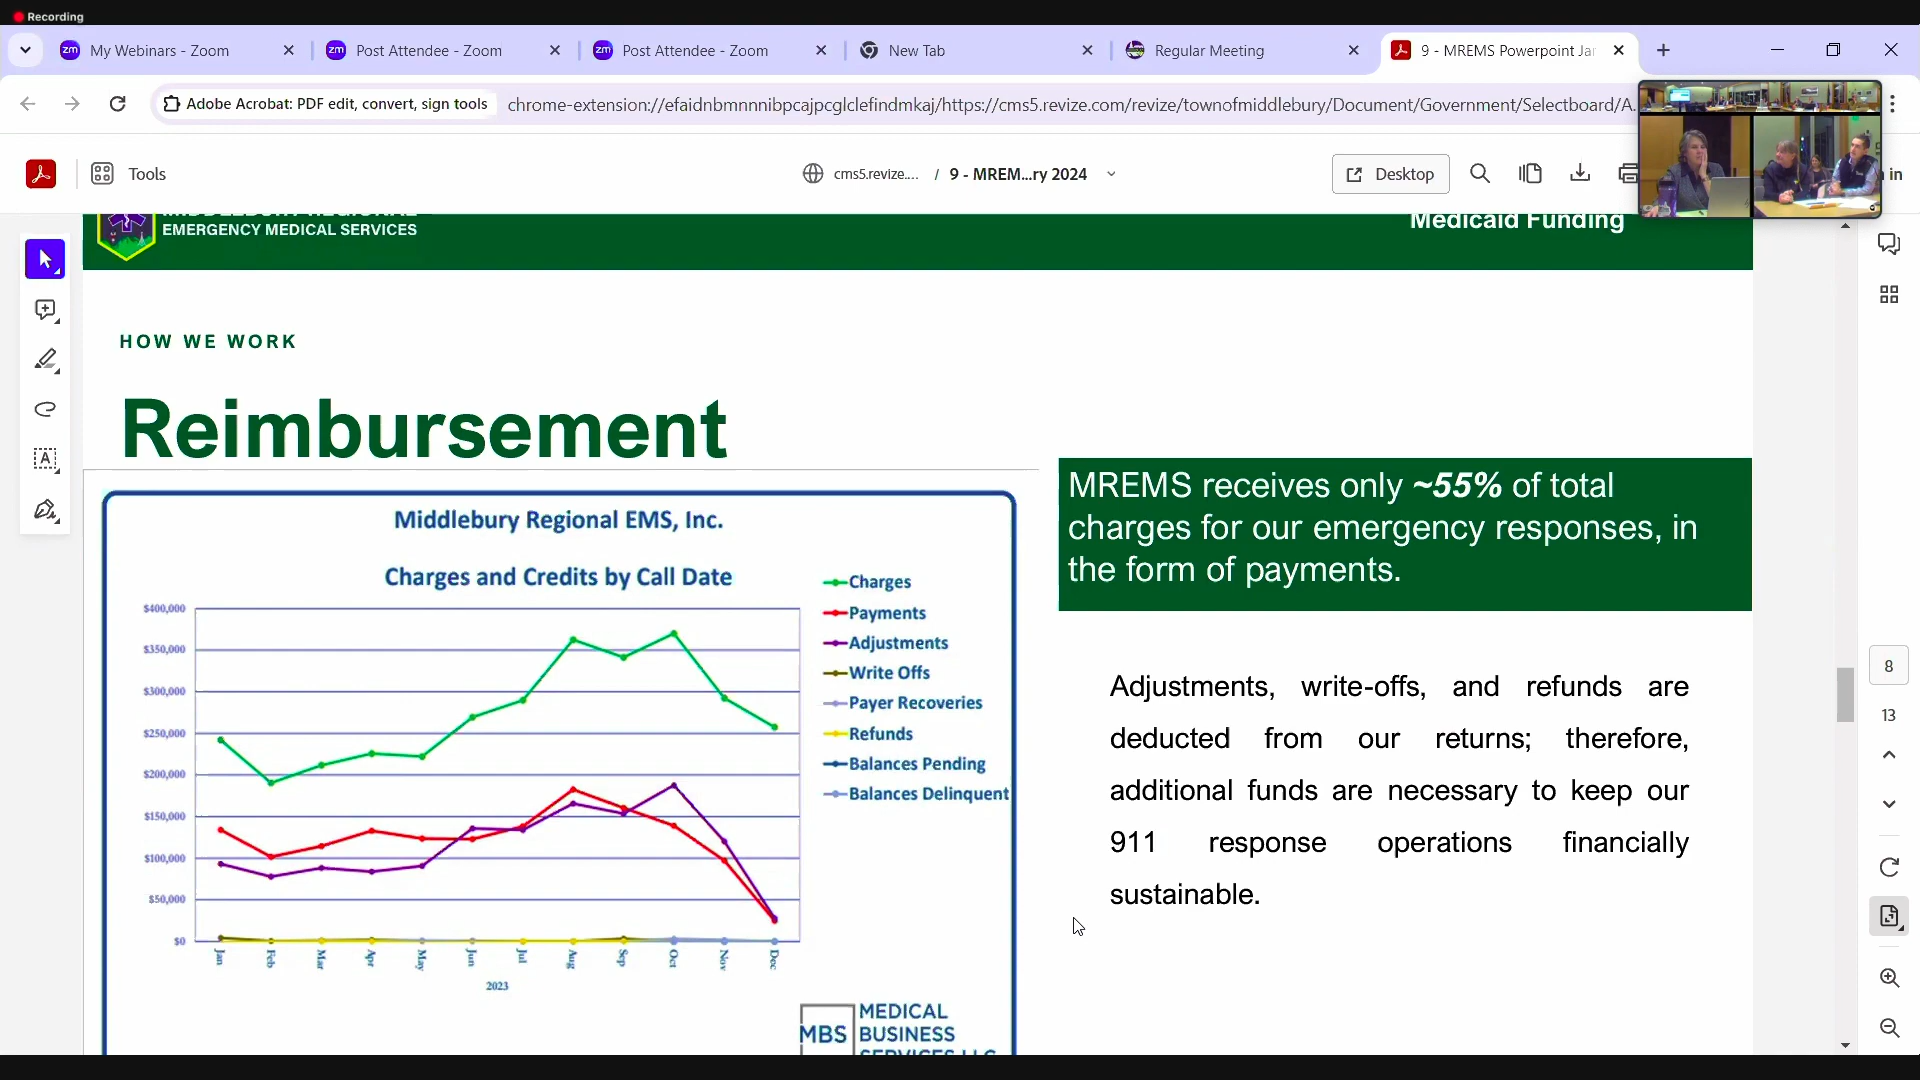 Recording
My Webinars - Zoom
Post Attendee - Zoom
Post Attendee - Zoom
New Tab
Regular Meeting
9 - MREMS Powerpoint Jar
Adobe Acrobat: PDF edit, convert, sign tools
chrome-extension://efaidnbmnnnibpcajpcglclefindmkaj/https://cms5.revize.com/revize/townofmiddlebury/Document/Government/Selectboard/A...
Tools
cms5.revize.... / 9 - MREM...ry 2024
Desktop
in
MIDDLEBURY REGIONAL
EMERGENCY MEDICAL SERVICES
Medicaid Funding
HOW WE WORK
Reimbursement
Middlebury Regional EMS, Inc.
Charges and Credits by Call Date
$400,000
$350,000
$300,000
$250,000
$200,000
$150,000
$100,000
$50,000
$0
Jan
Feb
Mar
Apr
May
Jun
Jul
Aug
Sep
Oct
Nov
Dec
2023
Charges
Payments
Adjustments
Write Offs
Payer Recoveries
Refunds
Balances Pending
Balances Delinquent
MBS
MEDICAL
BUSINESS
SERVICES LLC
MREMS receives only ~55% of total
charges for our emergency responses, in
the form of payments.
Adjustments, write-offs, and refunds are
deducted from our returns; therefore,
additional funds are necessary to keep our
911 response operations financially
sustainable.
8
13